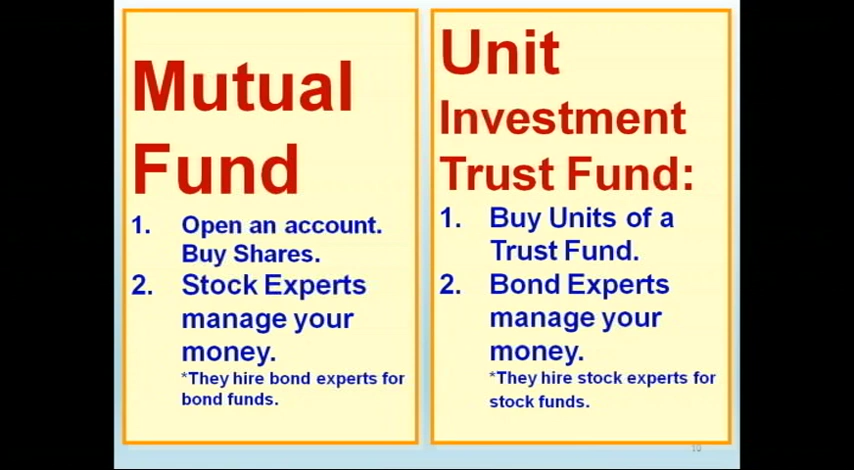 Mutual
Fund
1. Open an account.
Buy Shares.
2. Stock Experts
manage your
money.
*They hire bond experts for
bond funds.
Unit
Investment
Trust Fund:
1. Buy Units of a
Trust Fund.
2. Bond Experts
manage your
money.
*They hire stock experts for
stock funds.
10